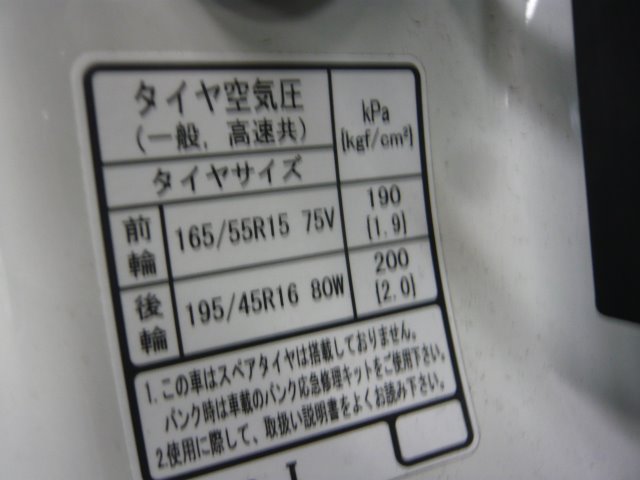 タイヤ空気圧
(一般, 高速共)
kPa
[kgf/cm²]
タイヤサイズ
前輪
165/55R15 75V
190
[1.9]
後輪
195/45R16 80W
200
[2.0]
1.この車はスペアタイヤは搭載しておりません。
パンク時は車載のパンク応急修理キットをご使用下さい。
2.使用に際して、取扱い説明書をよくお読み下さい。